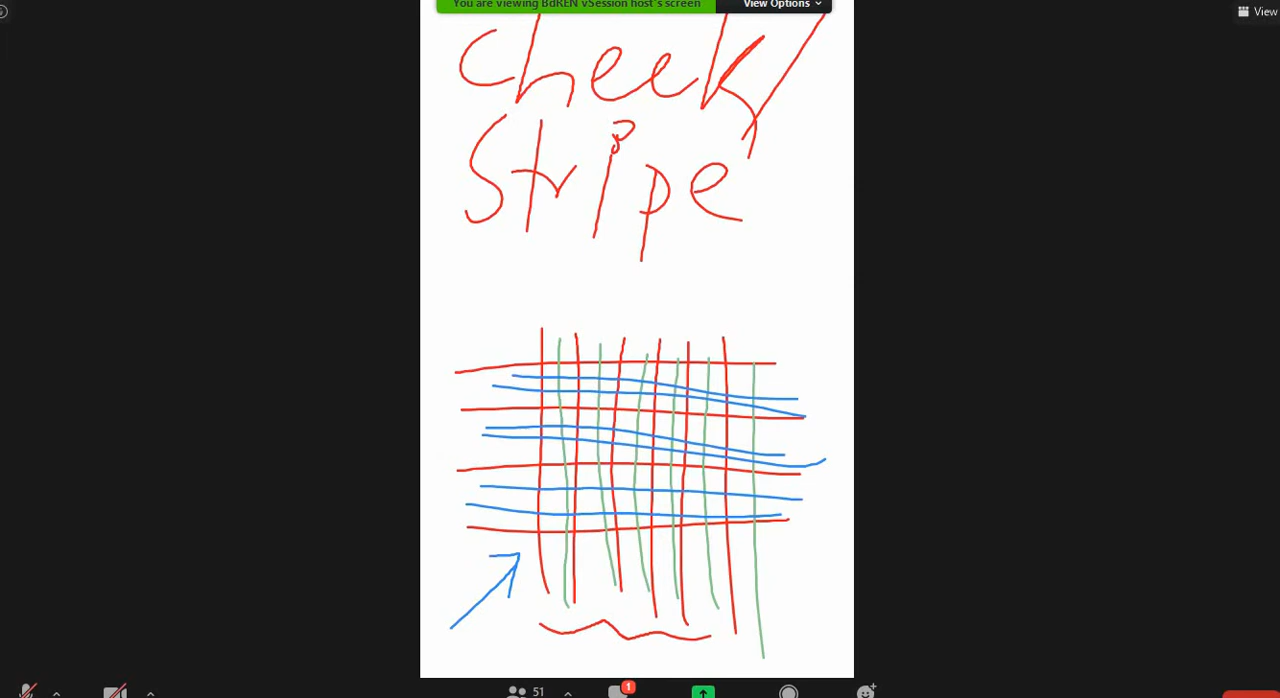 You are viewing BdREN vSession host's screen
View Options
View
Cheek/
Stripe
51
1